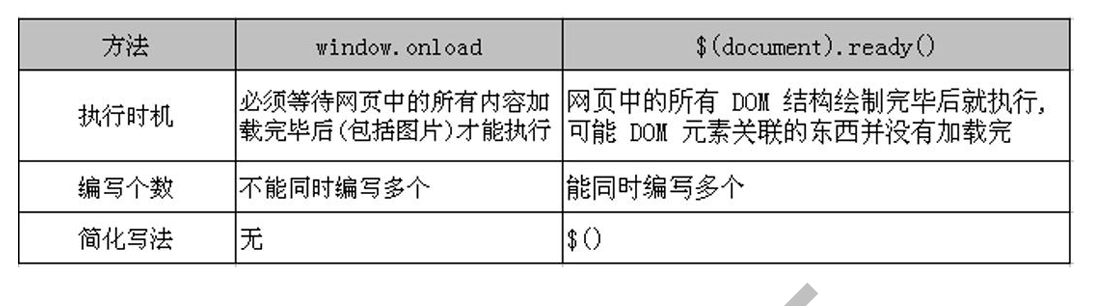 方法 window.onload $(document).ready()
执行时机 必须等待网页中的所有内容加 网页中的所有 DOM 结构绘制完毕后就执行,
载完毕后(包括图片)才能执行 可能 DOM 元素关联的东西并没有加载完
编写个数 不能同时编写多个 能同时编写多个
简化写法 无 $()